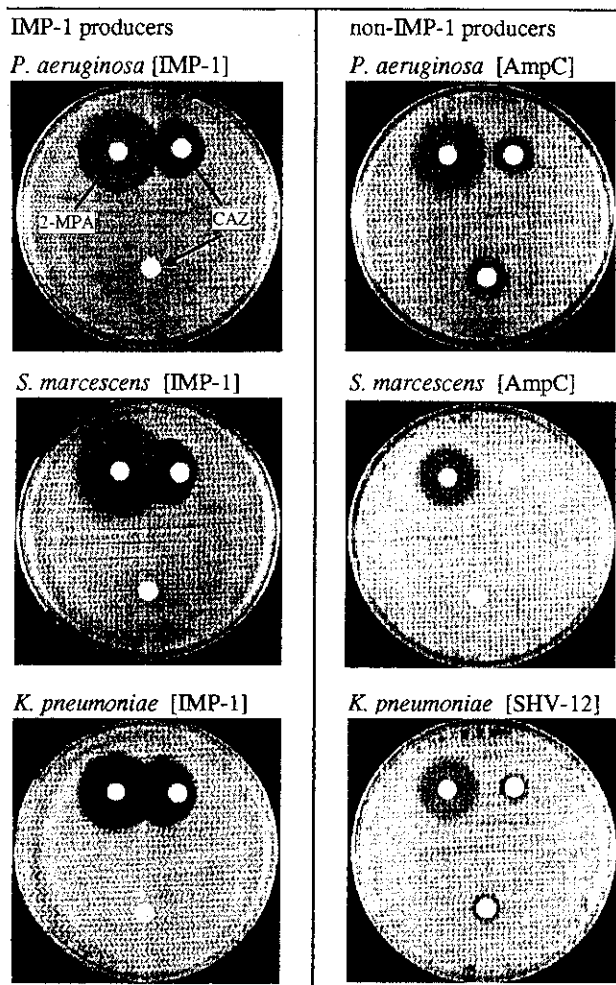 IMP-1 producers
non-IMP-1 producers
P. aeruginosa [IMP-1]
P. aeruginosa [AmpC]
2-MPA
CAZ
S. marcescens [IMP-1]
S. marcescens [AmpC]
K. pneumoniae [IMP-1]
K. pneumoniae [SHV-12]